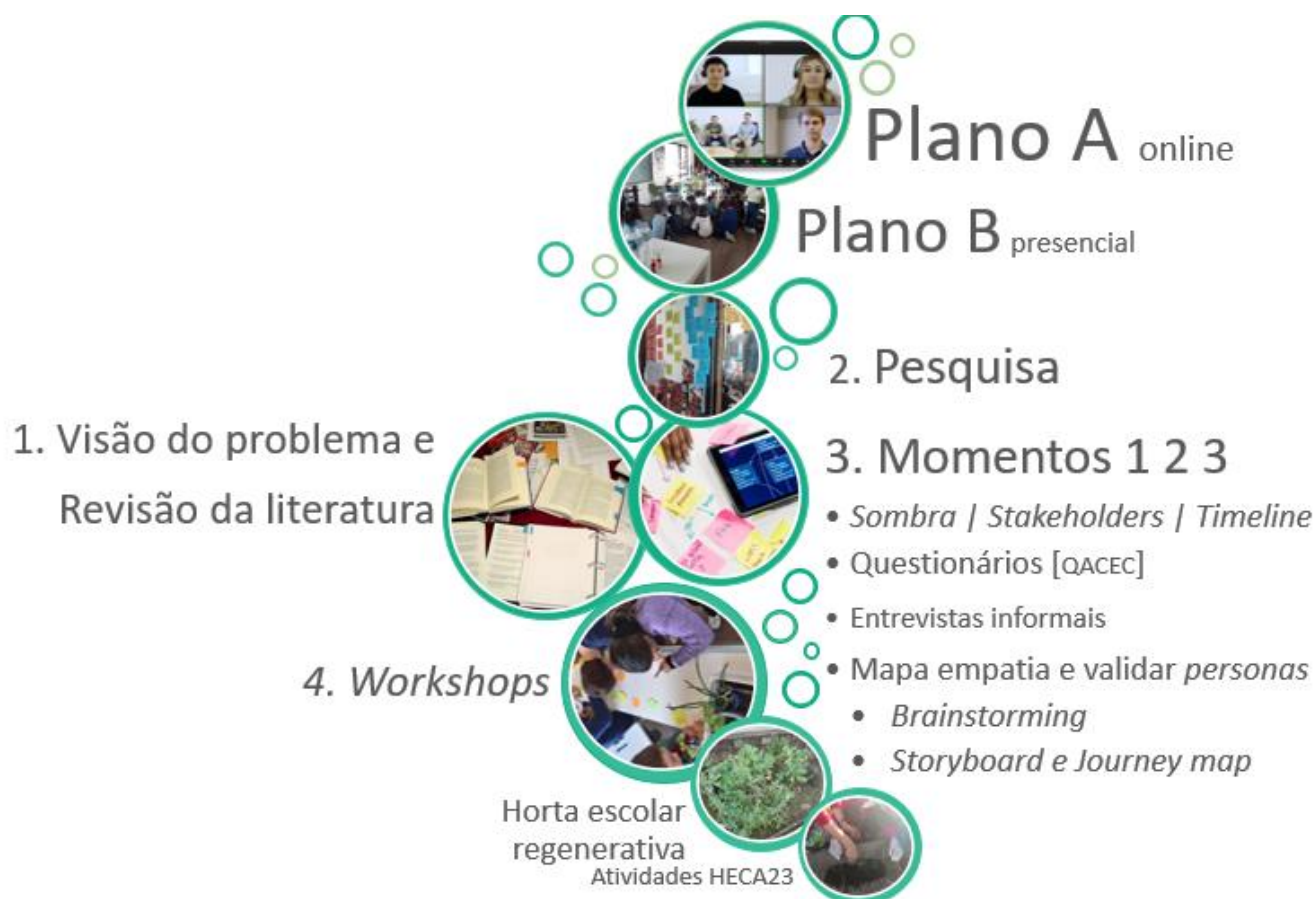 Plano A online
Plano B presencial
2. Pesquisa
1. Visão do problema e
Revisão da literatura
3. Momentos 1 2 3
• Sombra | Stakeholders | Timeline
• Questionários [QACEC]
• Entrevistas informais
• Mapa empatia e validar personas
• Brainstorming
• Storyboard e Journey map
4. Workshops
Horta escolar
regenerativa
Atividades HECA23